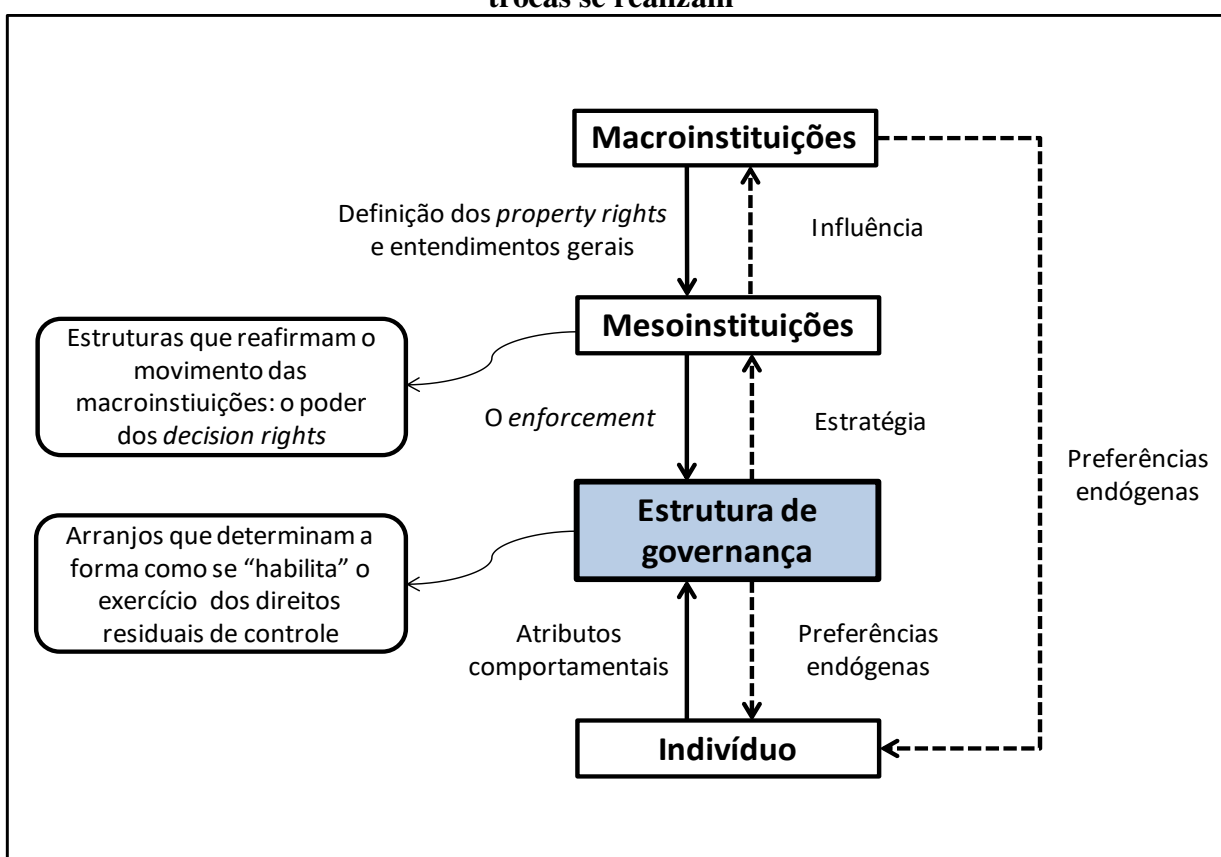 trocas se realizam
Macroinstituições
Definição dos property rights
e entendimentos gerais
Influência
Mesoinstituições
Estruturas que reafirmam o
movimento das
macroinstiuições: o poder
dos decision rights
O enforcement
Estratégia
Preferências
endógenas
Estrutura de
governança
Arranjos que determinam a
forma como se “habilita” o
exercício dos direitos
residuais de controle
Atributos
comportamentais
Preferências
endógenas
Indivíduo